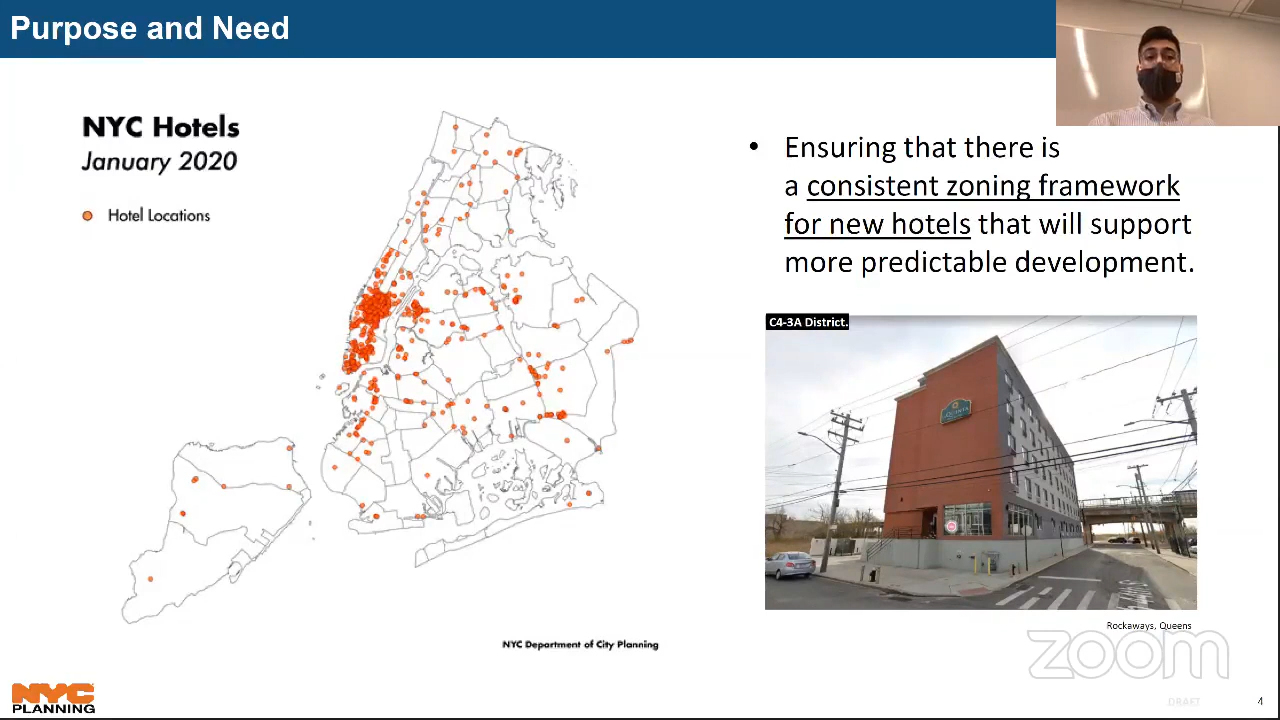 Purpose and Need
NYC Hotels
January 2020
Hotel Locations
• Ensuring that there is
a consistent zoning framework
for new hotels that will support
more predictable development.
C4-3A District.
Rockaways, Queens
NYC Department of City Planning
zoom
NYC
PLANNING
DRAFT
4